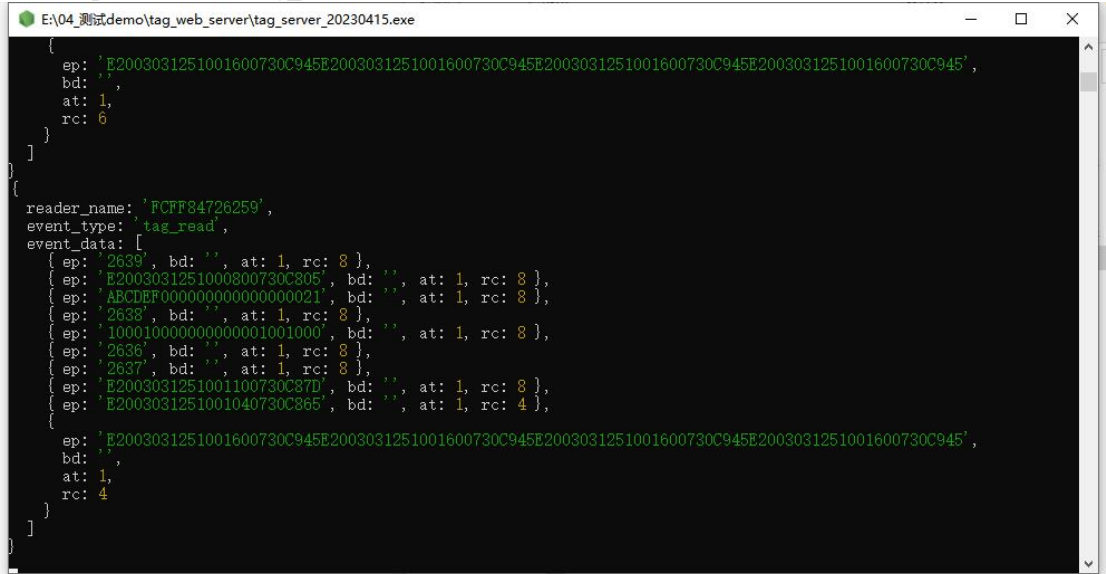 E:\04_测试demo\tag_web_server\tag_server_20230415.exe
{
ep: 'E2003031251001600730C945E2003031251001600730C945E2003031251001600730C945E2003031251001600730C945',
bd: '',
at: 1,
rc: 6
}
]
}
{
reader_name: 'FCFF84726259',
event_type: 'tag_read',
event_data: [
{ ep: '2639', bd: '', at: 1, rc: 8 },
{ ep: 'E2003031251000800730C805', bd: '', at: 1, rc: 8 },
{ ep: 'ABCDEF000000000000000021', bd: '', at: 1, rc: 8 },
{ ep: '2638', bd: '', at: 1, rc: 8 },
{ ep: '100010000000000001001000', bd: '', at: 1, rc: 8 },
{ ep: '2636', bd: '', at: 1, rc: 8 },
{ ep: '2637', bd: '', at: 1, rc: 8 },
{ ep: 'E2003031251001100730C87D', bd: '', at: 1, rc: 8 },
{ ep: 'E2003031251001040730C865', bd: '', at: 1, rc: 4 },
{
ep: 'E2003031251001600730C945E2003031251001600730C945E2003031251001600730C945E2003031251001600730C945',
bd: '',
at: 1,
rc: 4
}
]
}